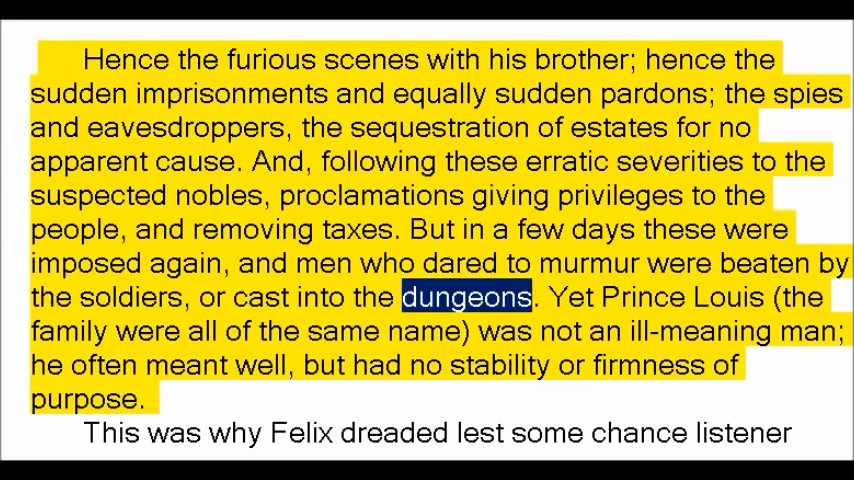 Hence the furious scenes with his brother; hence the
sudden imprisonments and equally sudden pardons; the spies
and eavesdroppers, the sequestration of estates for no
apparent cause. And, following these erratic severities to the
suspected nobles, proclamations giving privileges to the
people, and removing taxes. But in a few days these were
imposed again, and men who dared to murmur were beaten by
the soldiers, or cast into the dungeons. Yet Prince Louis (the
family were all of the same name) was not an ill-meaning man;
he often meant well, but had no stability or firmness of
purpose.
This was why Felix dreaded lest some chance listener